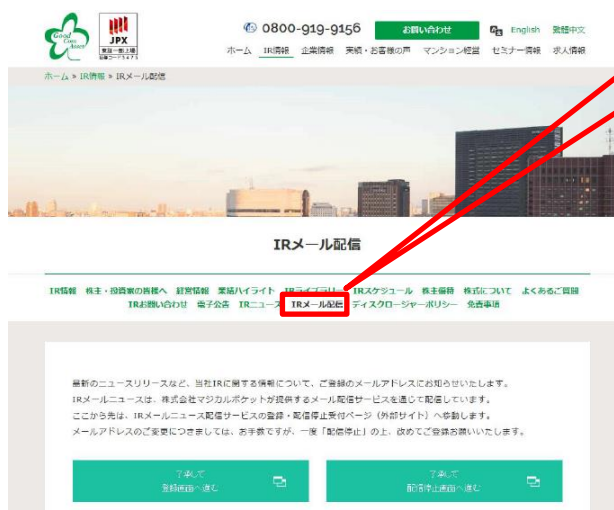 Good Com Asset
JPX
東証一部上場
証券コード3475
0800-919-9156
お問い合わせ
English
繁體中文
ホーム IR情報 企業情報 実績・お客様の声 マンション経営 セミナー情報 求人情報
ホーム » IR情報 » IRメール配信
IRメール配信
IR情報 株主・投資家の皆様へ 経営情報 業績ハイライト IRライブラリー IRスケジュール 株主優待 株式について よくあるご質問
IRお問い合わせ 電子公告 IRニュース IRメール配信 ディスクロージャーポリシー 免責事項
最新のニュースリリースなど、当社IRに関する情報について、ご登録のメールアドレスにお知らせいたします。
IRメールニュースは、株式会社マジカルポケットが提供するメール配信サービスを通じて配信しています。
ここから先は、IRメールニュース配信サービスの登録・配信停止受付ページ（外部サイト）へ移動します。
メールアドレスのご変更につきましては、お手数ですが、一度「配信停止」の上、改めてご登録お願いいたします。
了承して
登録画面へ進む
了承して
配信停止画面へ進む